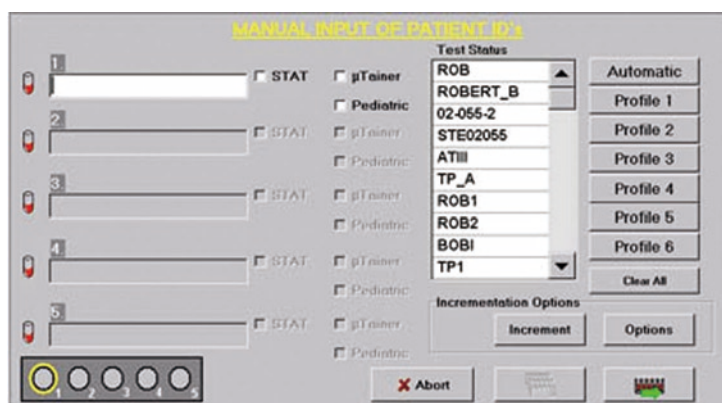 MANUAL INPUT OF PATIENT ID's
1
STAT
µTainer
Pediatric
2
STAT
µTainer
Pediatric
3
STAT
µTainer
Pediatric
4
STAT
µTainer
Pediatric
5
STAT
µTainer
Pediatric
Test Status
ROB
ROBERT_B
02-055-2
STE02055
ATIII
TP_A
ROB1
ROB2
BOBI
TP1
Automatic
Profile 1
Profile 2
Profile 3
Profile 4
Profile 5
Profile 6
Clear All
Incrementation Options
Increment
Options
1 2 3 4 5
Abort